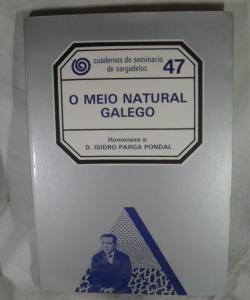 cuadernos do seminario
de sargadelos 47
O MEIO NATURAL
GALEGO
Homenaxe a:
D. ISIDRO PARGA PONDAL